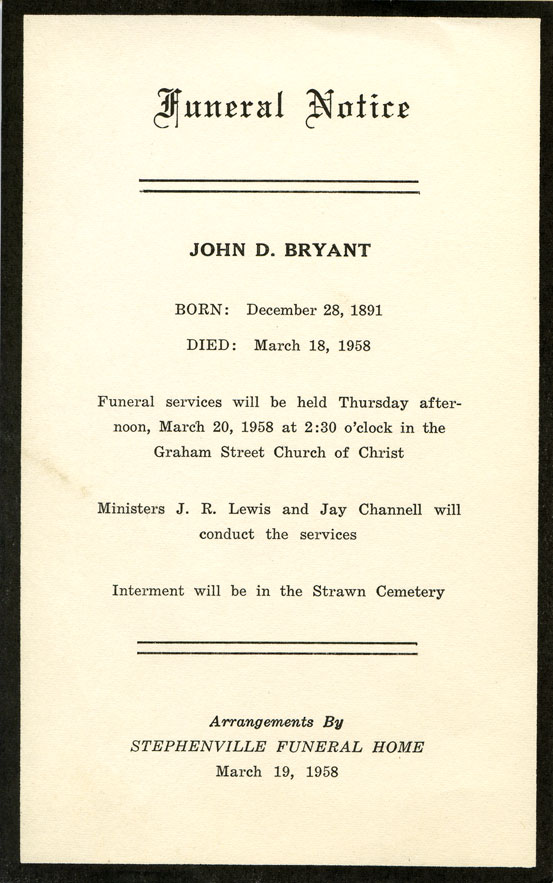 Funeral Notice
JOHN D. BRYANT
BORN: December 28, 1891
DIED: March 18, 1958
Funeral services will be held Thursday after-
noon, March 20, 1958 at 2:30 o'clock in the
Graham Street Church of Christ
Ministers J. R. Lewis and Jay Channell will
conduct the services
Interment will be in the Strawn Cemetery
Arrangements By
STEPHENVILLE FUNERAL HOME
March 19, 1958